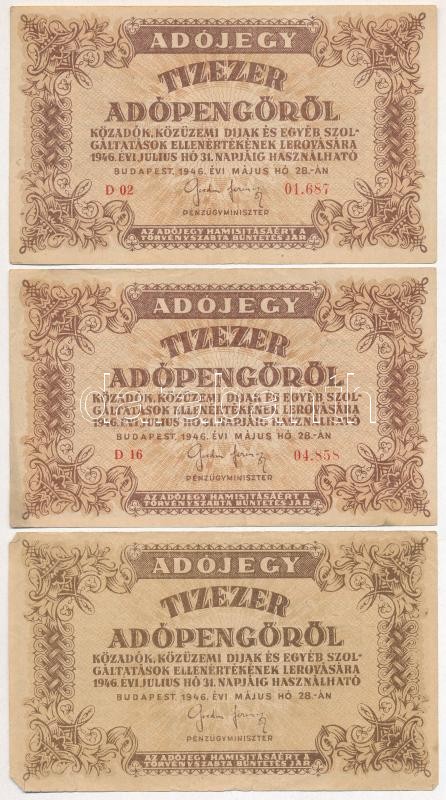 ADÓJEGY
TIZEZER
ADÓPENGŐRŐL
KÖZADÓK, KÖZÜZEMI DIJAK ÉS EGYÉB SZOL-
GÁLTATÁSOK ELLENÉRTÉKÉNEK LEROVÁSÁRA
1946. ÉVI JULIUS HÓ 31. NAPJÁIG HASZNÁLHATÓ
BUDAPEST, 1946. ÉVI MÁJUS HÓ 28.-ÁN
D 02 01.687
PÉNZÜGYMINISZTER
AZ ADÓJEGY HAMISITÁSÁÉRT A
TÖRVÉNYSZABTA BÜNTETÉS JÁR
ADÓJEGY
TIZEZER
ADÓPENGŐRŐL
KÖZADÓK, KÖZÜZEMI DIJAK ÉS EGYÉB SZOL-
GÁLTATÁSOK ELLENÉRTÉKÉNEK LEROVÁSÁRA
1946. ÉVI JULIUS HÓ 31. NAPJÁIG HASZNÁLHATÓ
BUDAPEST, 1946. ÉVI MÁJUS HÓ 28.-ÁN
D 16 04.858
PÉNZÜGYMINISZTER
AZ ADÓJEGY HAMISITÁSÁÉRT A
TÖRVÉNYSZABTA BÜNTETÉS JÁR
ADÓJEGY
TIZEZER
ADÓPENGŐRŐL
KÖZADÓK, KÖZÜZEMI DIJAK ÉS EGYÉB SZOL-
GÁLTATÁSOK ELLENÉRTÉKÉNEK LEROVÁSÁRA
1946. ÉVI JULIUS HÓ 31. NAPJÁIG HASZNÁLHATÓ
BUDAPEST, 1946. ÉVI MÁJUS HÓ 28.-ÁN
PÉNZÜGYMINISZTER
AZ ADÓJEGY HAMISITÁSÁÉRT A
TÖRVÉNYSZABTA BÜNTETÉS JÁR